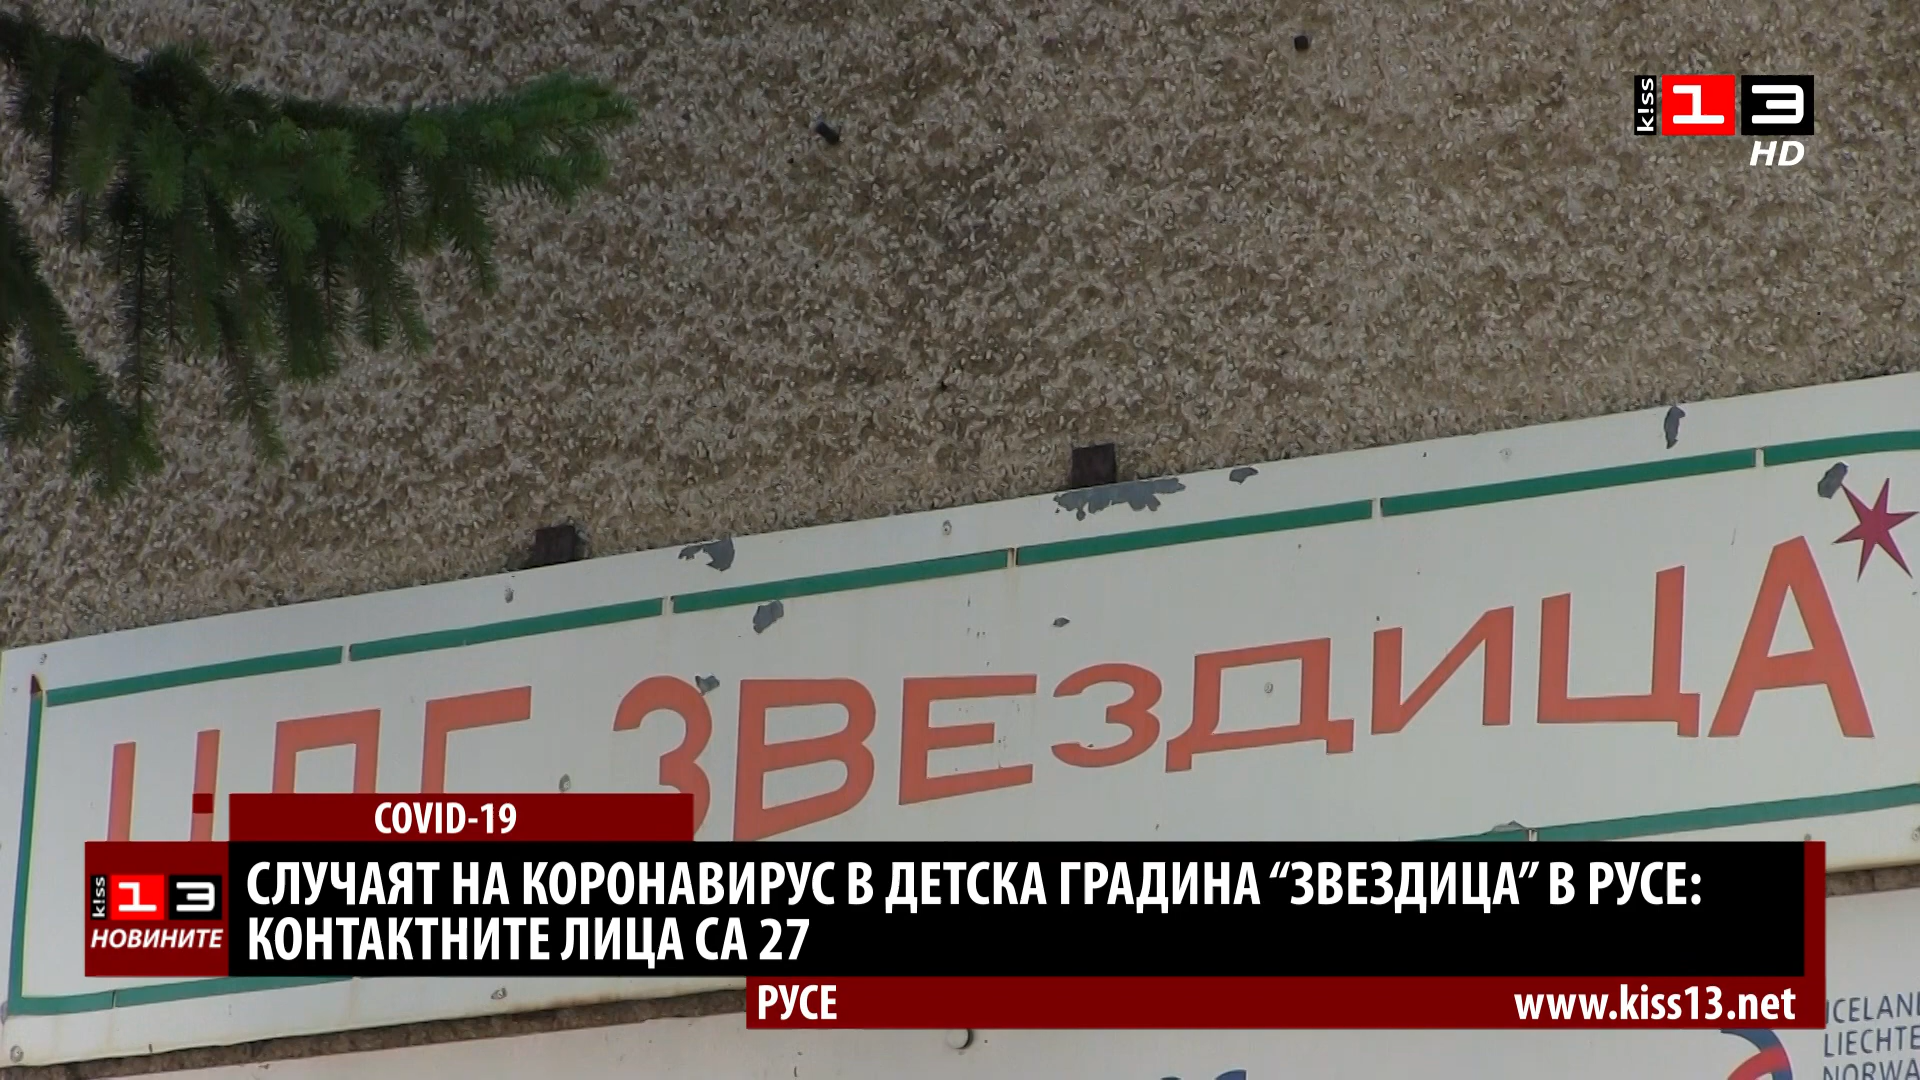 kiss 13
HD
ЦДГ ЗВЕЗДИЦА
COVID-19
СЛУЧАЯТ НА КОРОНАВИРУС В ДЕТСКА ГРАДИНА “ЗВЕЗДИЦА” В РУСЕ:
КОНТАКТНИТЕ ЛИЦА СА 27
kiss 13
НОВИНИТЕ
РУСЕ
www.kiss13.net